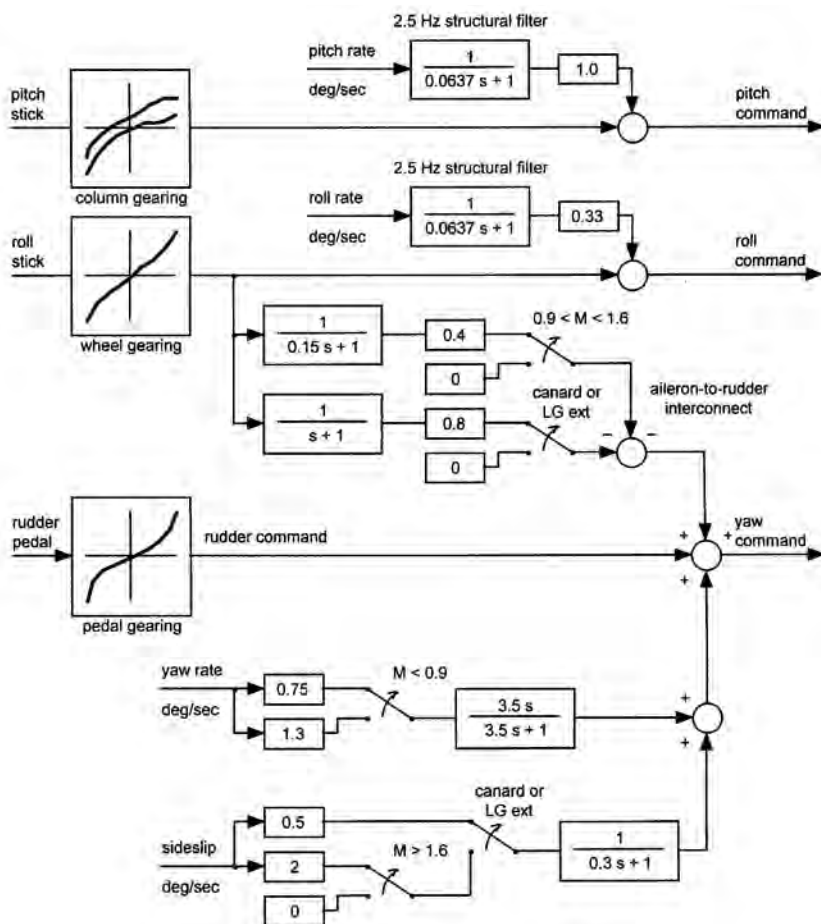 2.5 Hz structural filter
pitch rate
deg/sec
1
0.0637 s + 1
1.0
pitch
stick
column gearing
pitch
command
2.5 Hz structural filter
roll rate
deg/sec
1
0.0637 s + 1
0.33
roll
stick
wheel gearing
roll
command
1
0.15 s + 1
0.4
0
0.9 < M < 1.6
1
s + 1
0.8
0
canard or
LG ext
aileron-to-rudder
interconnect
−
−
rudder
pedal
pedal gearing
rudder command
+
+
+
yaw
command
yaw rate
deg/sec
0.75
1.3
M < 0.9
3.5 s
3.5 s + 1
+
+
sideslip
deg/sec
0.5
2
0
M > 1.6
canard or
LG ext
1
0.3 s + 1